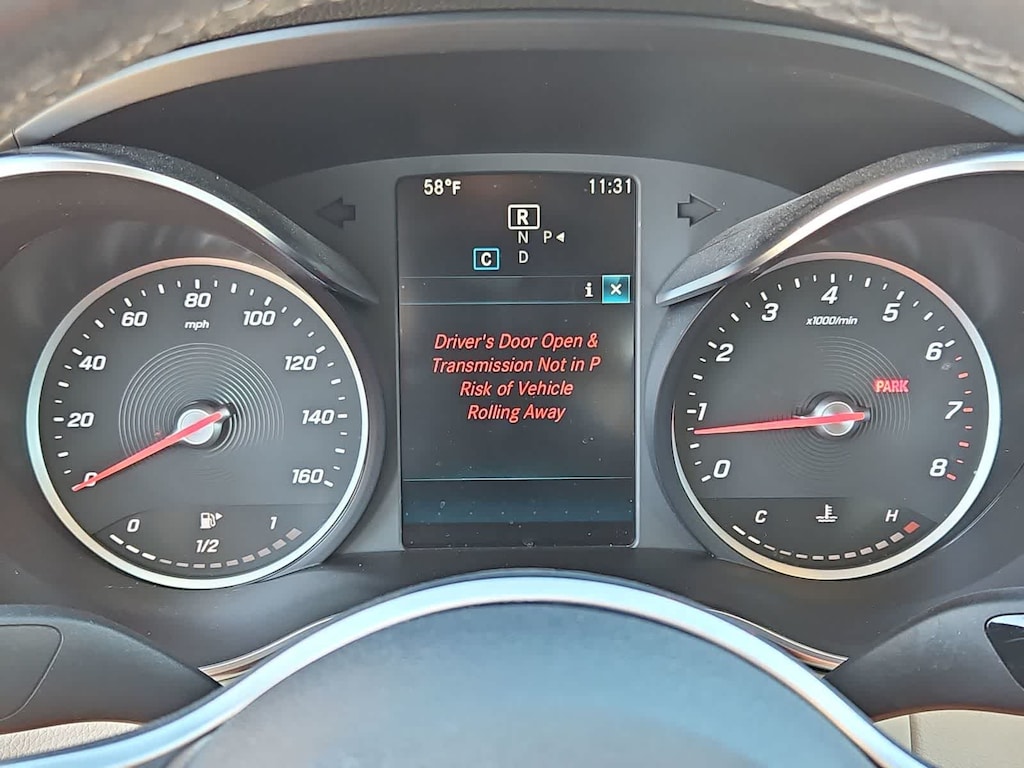 58°F 11:31
R
N P◄
C D
i ×
Driver's Door Open &
Transmission Not in P
Risk of Vehicle
Rolling Away
0 20 40 60 80 100 120 140 160
mph
0 1/2 1
0 1 2 3 4 5 6 7 8
x1000/min
PARK
C H